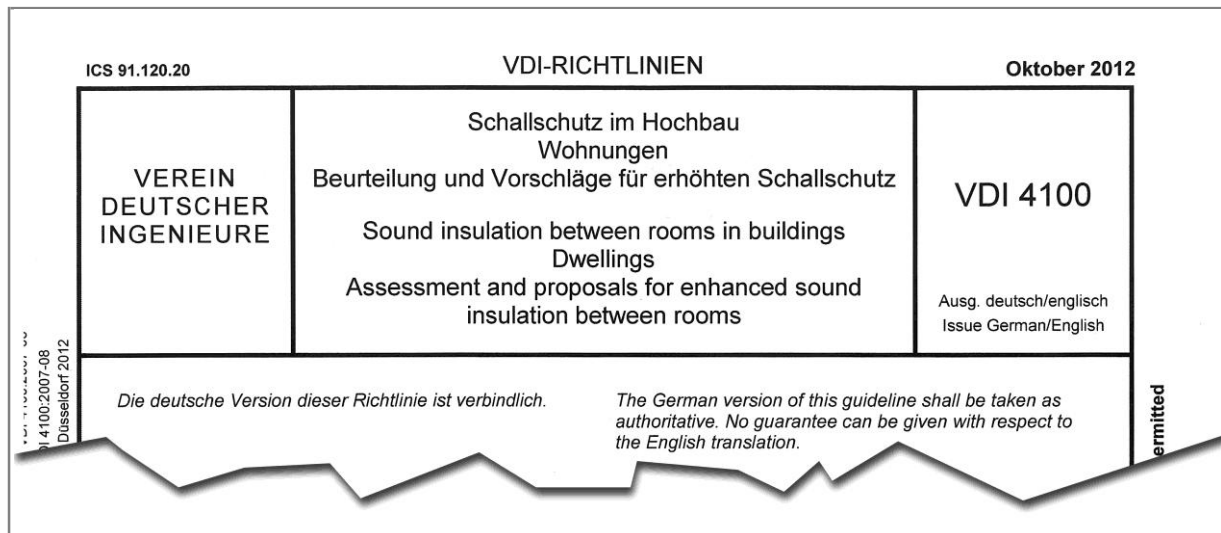 ICS 91.120.20
VDI-RICHTLINIEN
Oktober 2012
VEREIN
DEUTSCHER
INGENIEURE
Schallschutz im Hochbau
Wohnungen
Beurteilung und Vorschläge für erhöhten Schallschutz
Sound insulation between rooms in buildings
Dwellings
Assessment and proposals for enhanced sound
insulation between rooms
VDI 4100
Ausg. deutsch/englisch
Issue German/English
4100:2007-08
Düsseldorf 2012
Die deutsche Version dieser Richtlinie ist verbindlich.
The German version of this guideline shall be taken as
authoritative. No guarantee can be given with respect to
the English translation.
ermitted